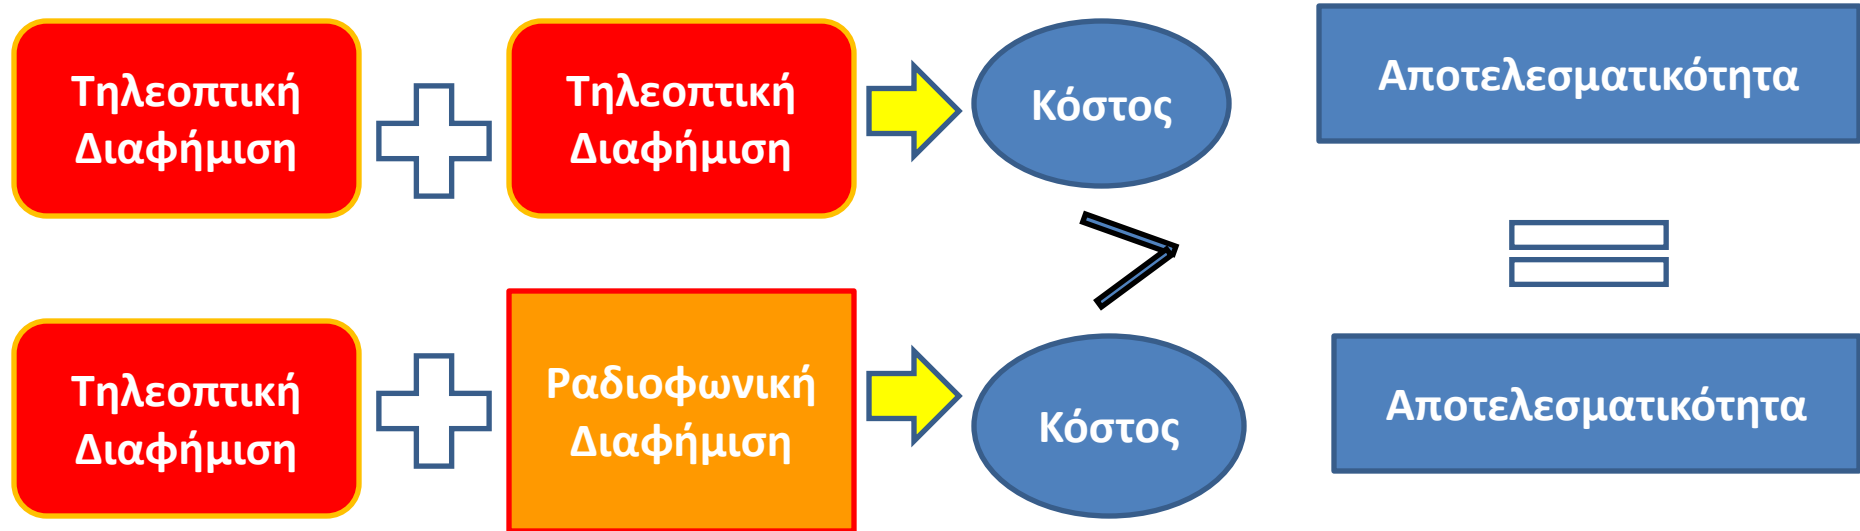 Τηλεοπτική
Διαφήμιση
Τηλεοπτική
Διαφήμιση
Κόστος
Αποτελεσματικότητα
Τηλεοπτική
Διαφήμιση
Ραδιοφωνική
Διαφήμιση
Κόστος
Αποτελεσματικότητα